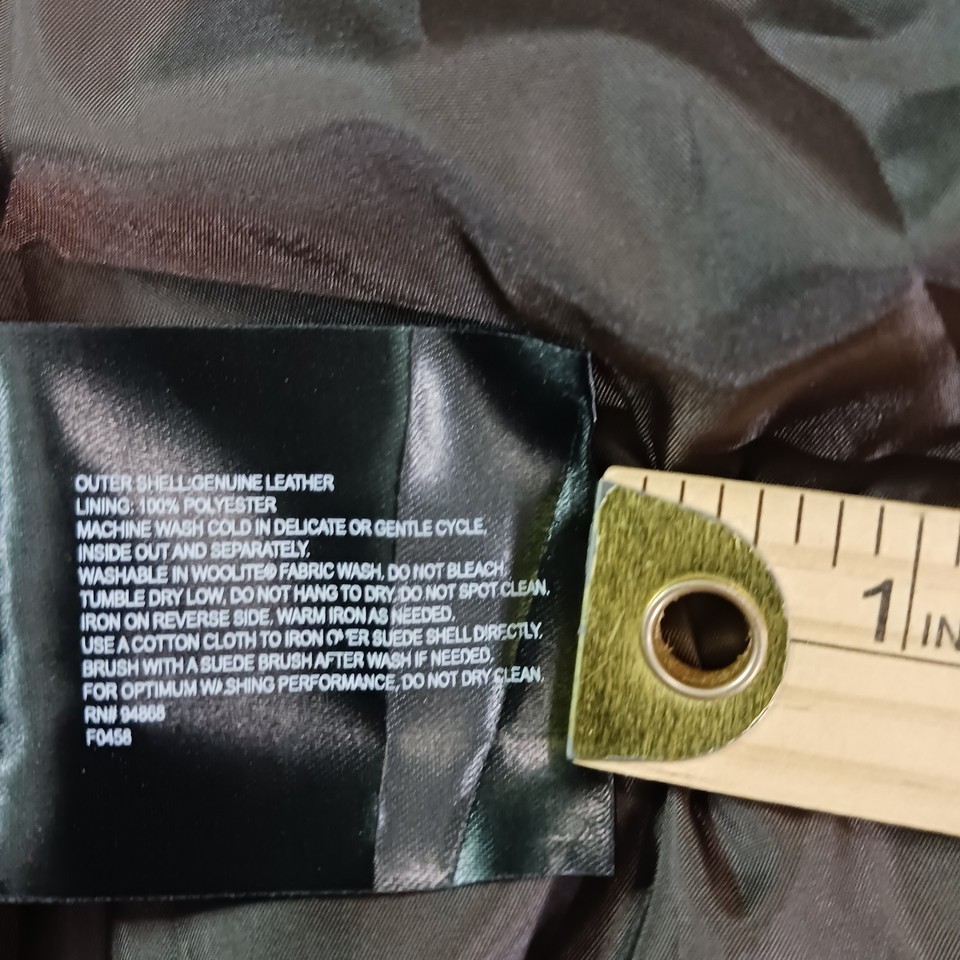 OUTER SHELL:GENUINE LEATHER
LINING: 100% POLYESTER
MACHINE WASH COLD IN DELICATE OR GENTLE CYCLE,
INSIDE OUT AND SEPARATELY.
WASHABLE IN WOOLITE® FABRIC WASH, DO NOT BLEACH.
TUMBLE DRY LOW, DO NOT HANG TO DRY, DO NOT SPOT CLEAN,
IRON ON REVERSE SIDE, WARM IRON AS NEEDED.
USE A COTTON CLOTH TO IRON OVER SUEDE SHELL DIRECTLY.
BRUSH WITH A SUEDE BRUSH AFTER WASH IF NEEDED.
FOR OPTIMUM WASHING PERFORMANCE, DO NOT DRY CLEAN.
RN# 94868
F0458
1 IN